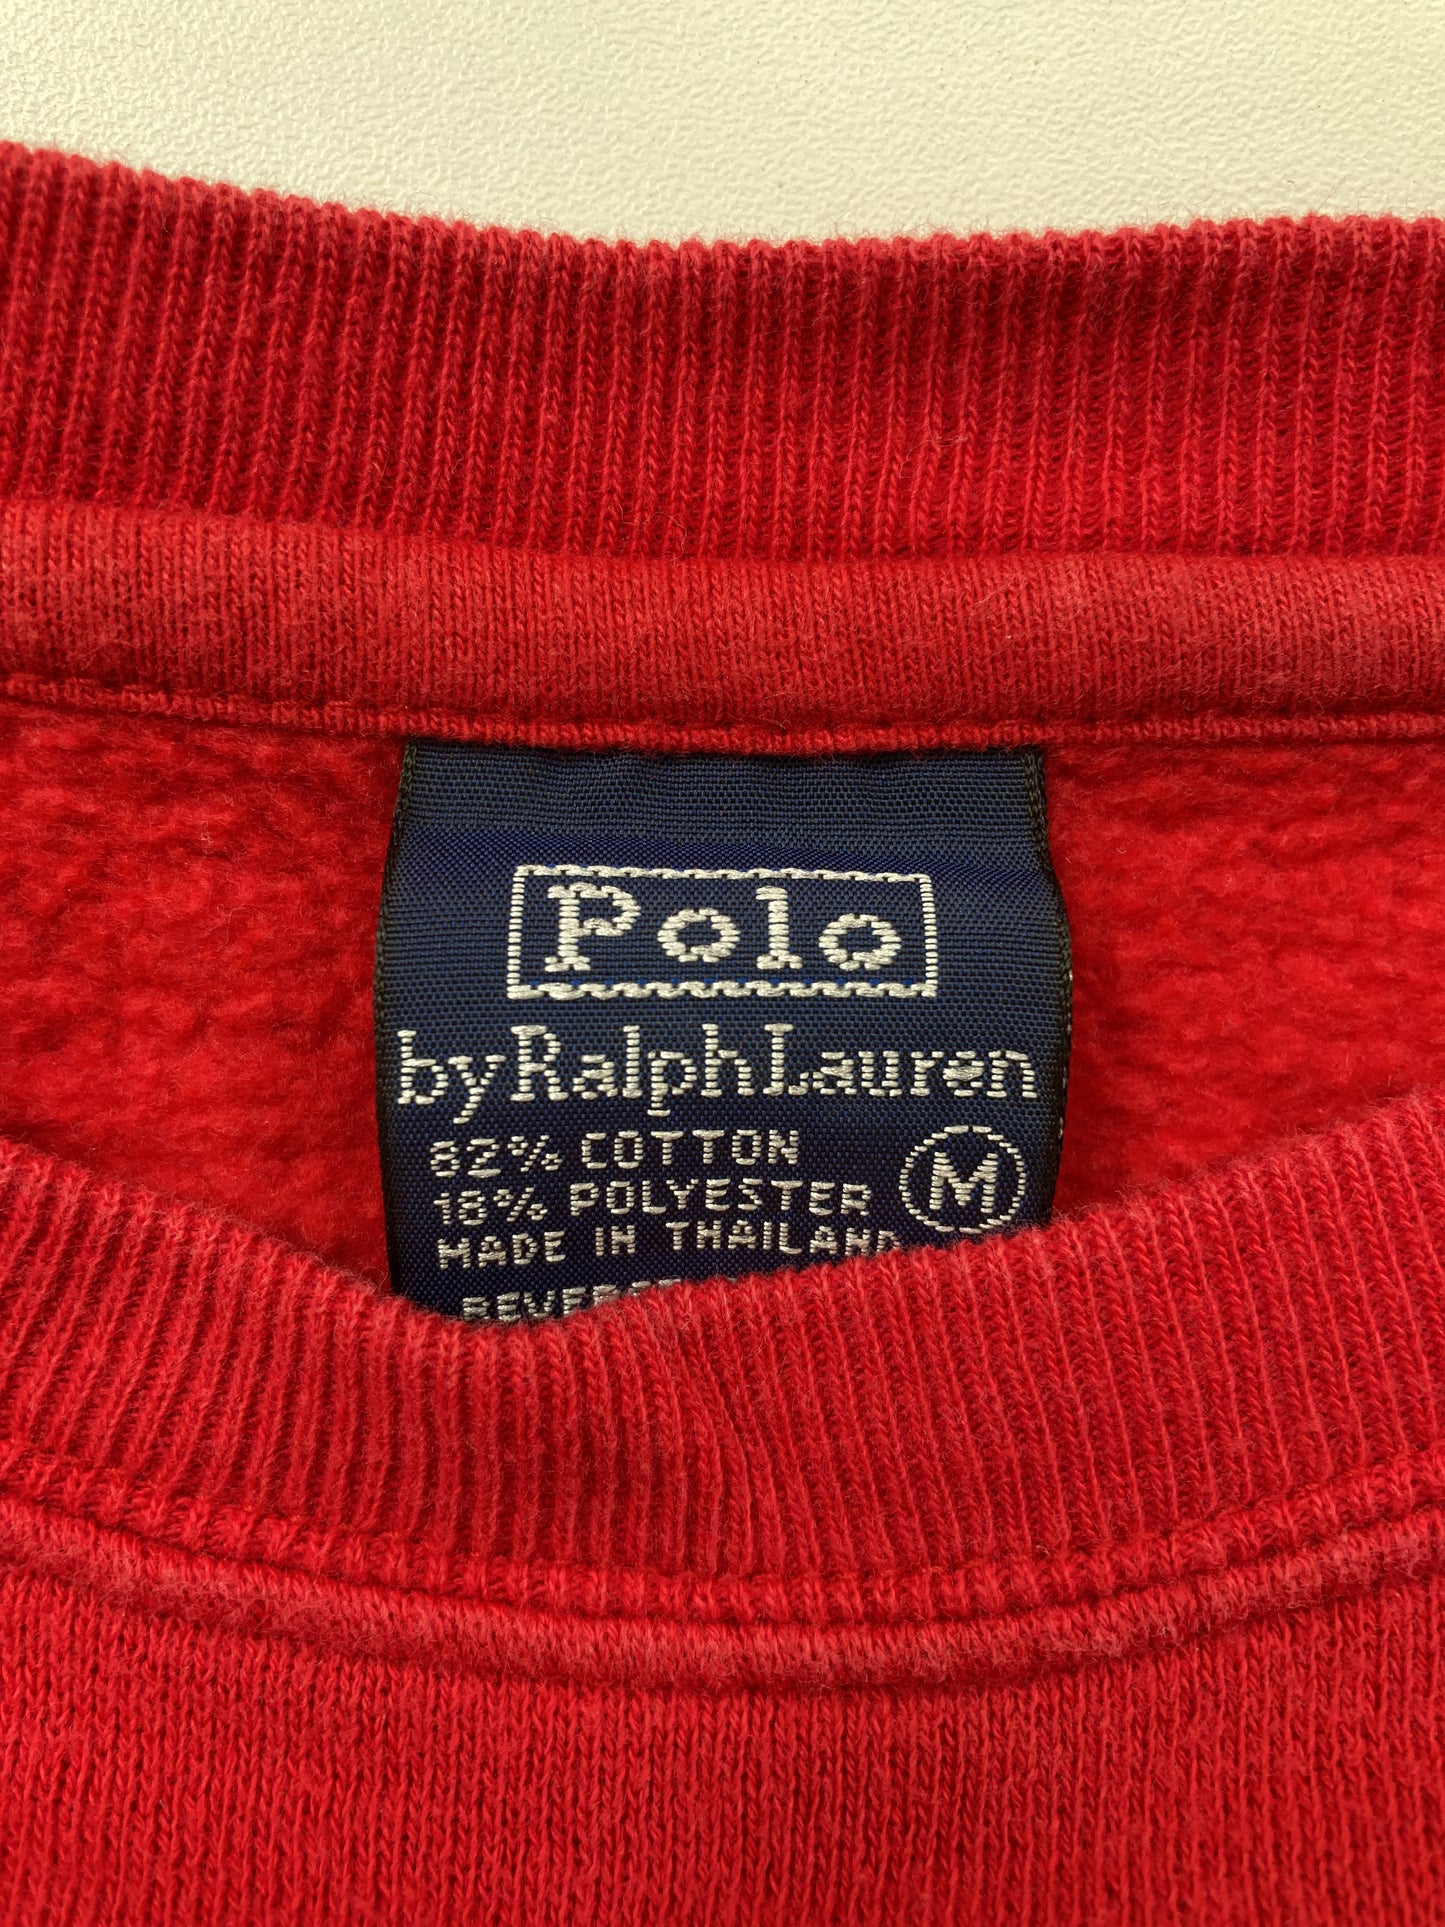 Polo
by Ralph Lauren
82% COTTON
18% POLYESTER
MADE IN THAILAND
M